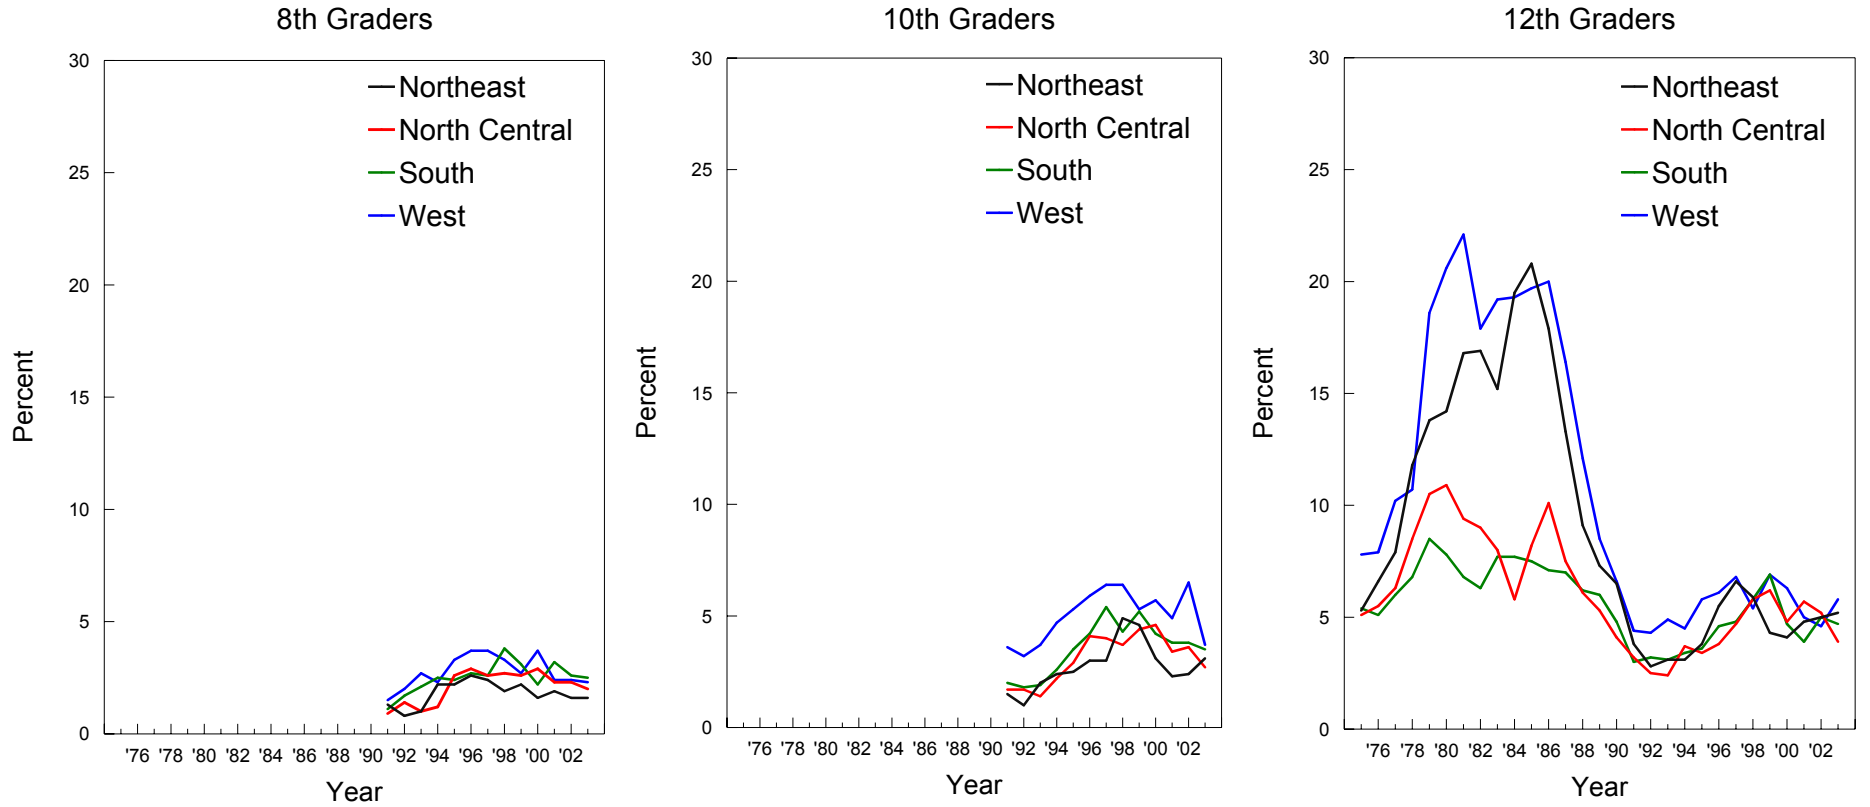 8th Graders
30
25
20
15
10
5
0
Percent
Northeast
North Central
South
West
'76 '78 '80 '82 '84 '86 '88 '90 '92 '94 '96 '98 '00 '02
Year
10th Graders
30
25
20
15
10
5
0
Percent
Northeast
North Central
South
West
'76 '78 '80 '82 '84 '86 '88 '90 '92 '94 '96 '98 '00 '02
Year
12th Graders
30
25
20
15
10
5
0
Percent
Northeast
North Central
South
West
'76 '78 '80 '82 '84 '86 '88 '90 '92 '94 '96 '98 '00 '02
Year